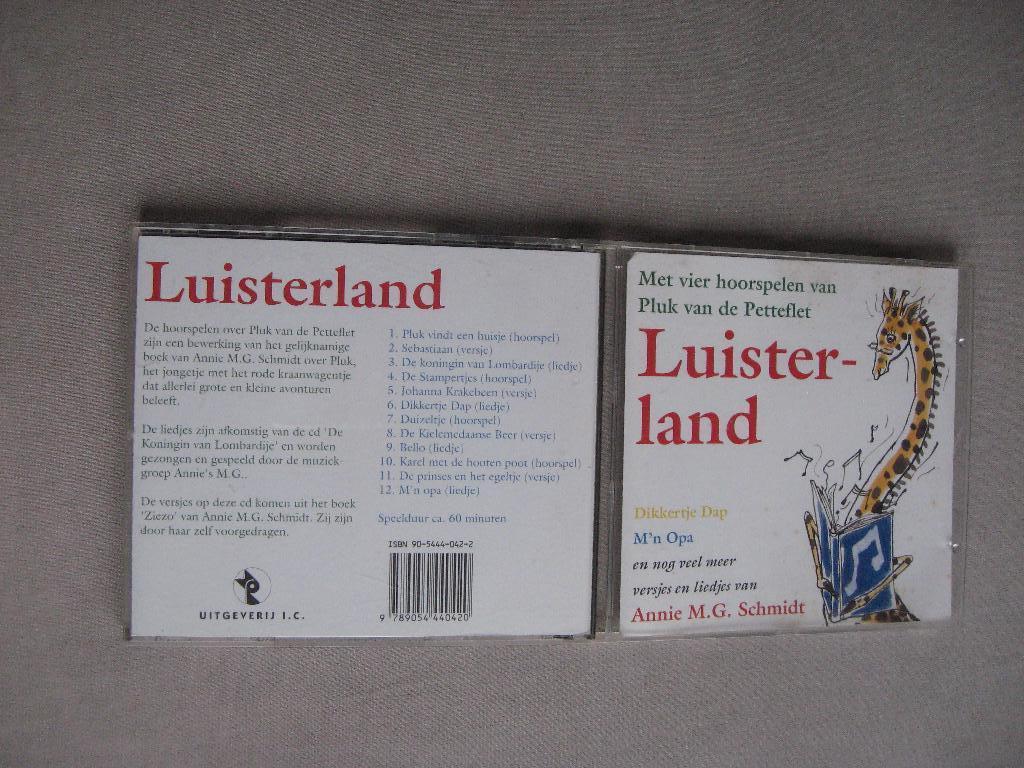 Luisterland
De hoorspelen over Pluk van de Petteflet
zijn een bewerking van het gelijknamige
boek van Annie M.G. Schmidt over Pluk,
het jongetje met het rode kraanwagentje
dat allerlei grote en kleine avonturen
beleeft.
De liedjes zijn afkomstig van de cd 'De
Koningin van Lombardije' en worden
gezongen en gespeeld door de muziek-
groep Annie's M.G..
De versjes op deze cd komen uit het boek
'Ziezo' van Annie M.G. Schmidt. Zij zijn
door haar zelf voorgedragen.
1. Pluk vindt een huisje (hoorspel)
2. Sebastiaan (versje)
3. De koningin van Lombardije (liedje)
4. De Stampertjes (hoorspel)
5. Johanna Krakebeen (versje)
6. Dikkertje Dap (liedje)
7. Duizeltje (hoorspel)
8. De Kielemedaanse Beer (versje)
9. Bello (liedje)
10. Karel met de houten poot (hoorspel)
11. De prinses en het egeltje (versje)
12. M'n opa (liedje)
Speelduur ca. 60 minuten
ISBN 90-5444-042-2
9 789054 440420
UITGEVERIJ I.C.
Met vier hoorspelen van
Pluk van de Petteflet
Luister-
land
Dikkertje Dap
M'n Opa
en nog veel meer
versjes en liedjes van
Annie M.G. Schmidt